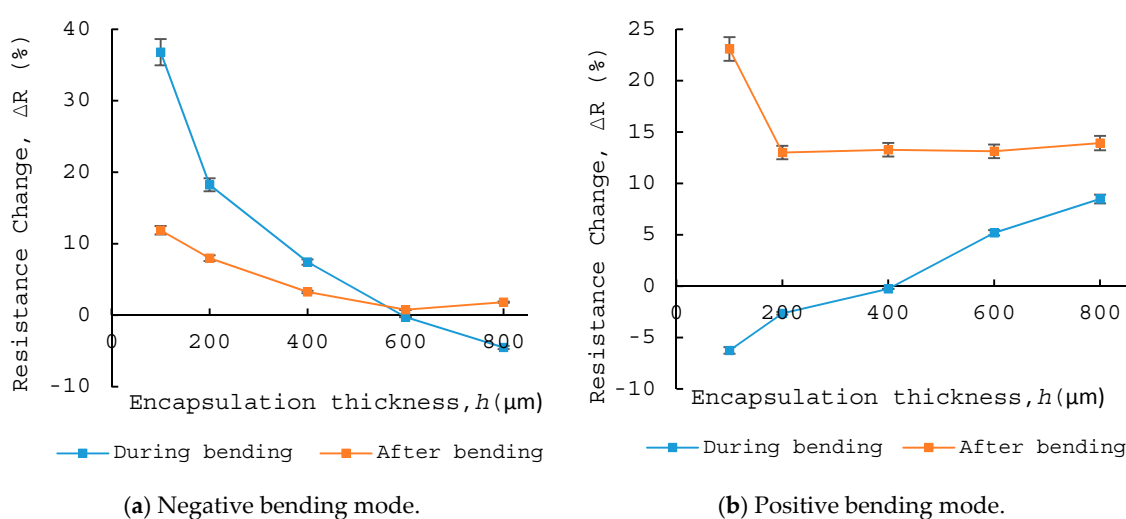 Resistance Change, △R (%)
40
30
20
10
0
-10
0
200
400
600
800
Encapsulation thickness, h(μm)
During bending
After bending
(a) Negative bending mode.
Resistance Change, △R (%)
25
20
15
10
5
0
-5
-10
0
200
400
600
800
Encapsulation thickness, h(μm)
During bending
After bending
(b) Positive bending mode.